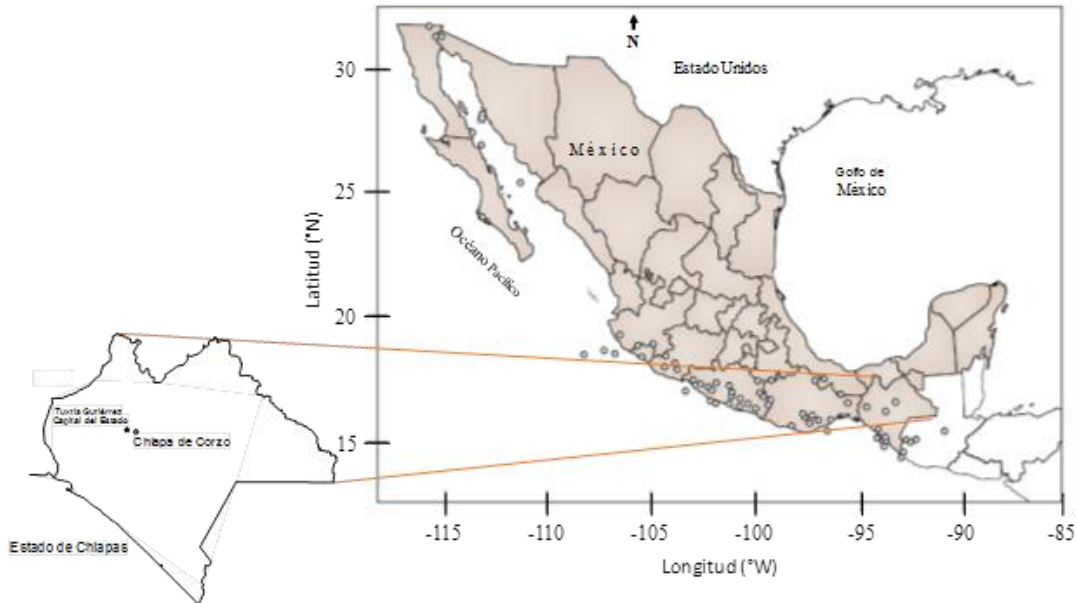 N
Estado Unidos
30
México
Golfo de
México
25
Océano Pacífico
Latitud (°N)
20
15
Tuxtla Gutiérrez
Capital del Estado
Chiapa de Corzo
Estado de Chiapas
-115
-110
-105
-100
-95
-90
-85
Longitud (°W)